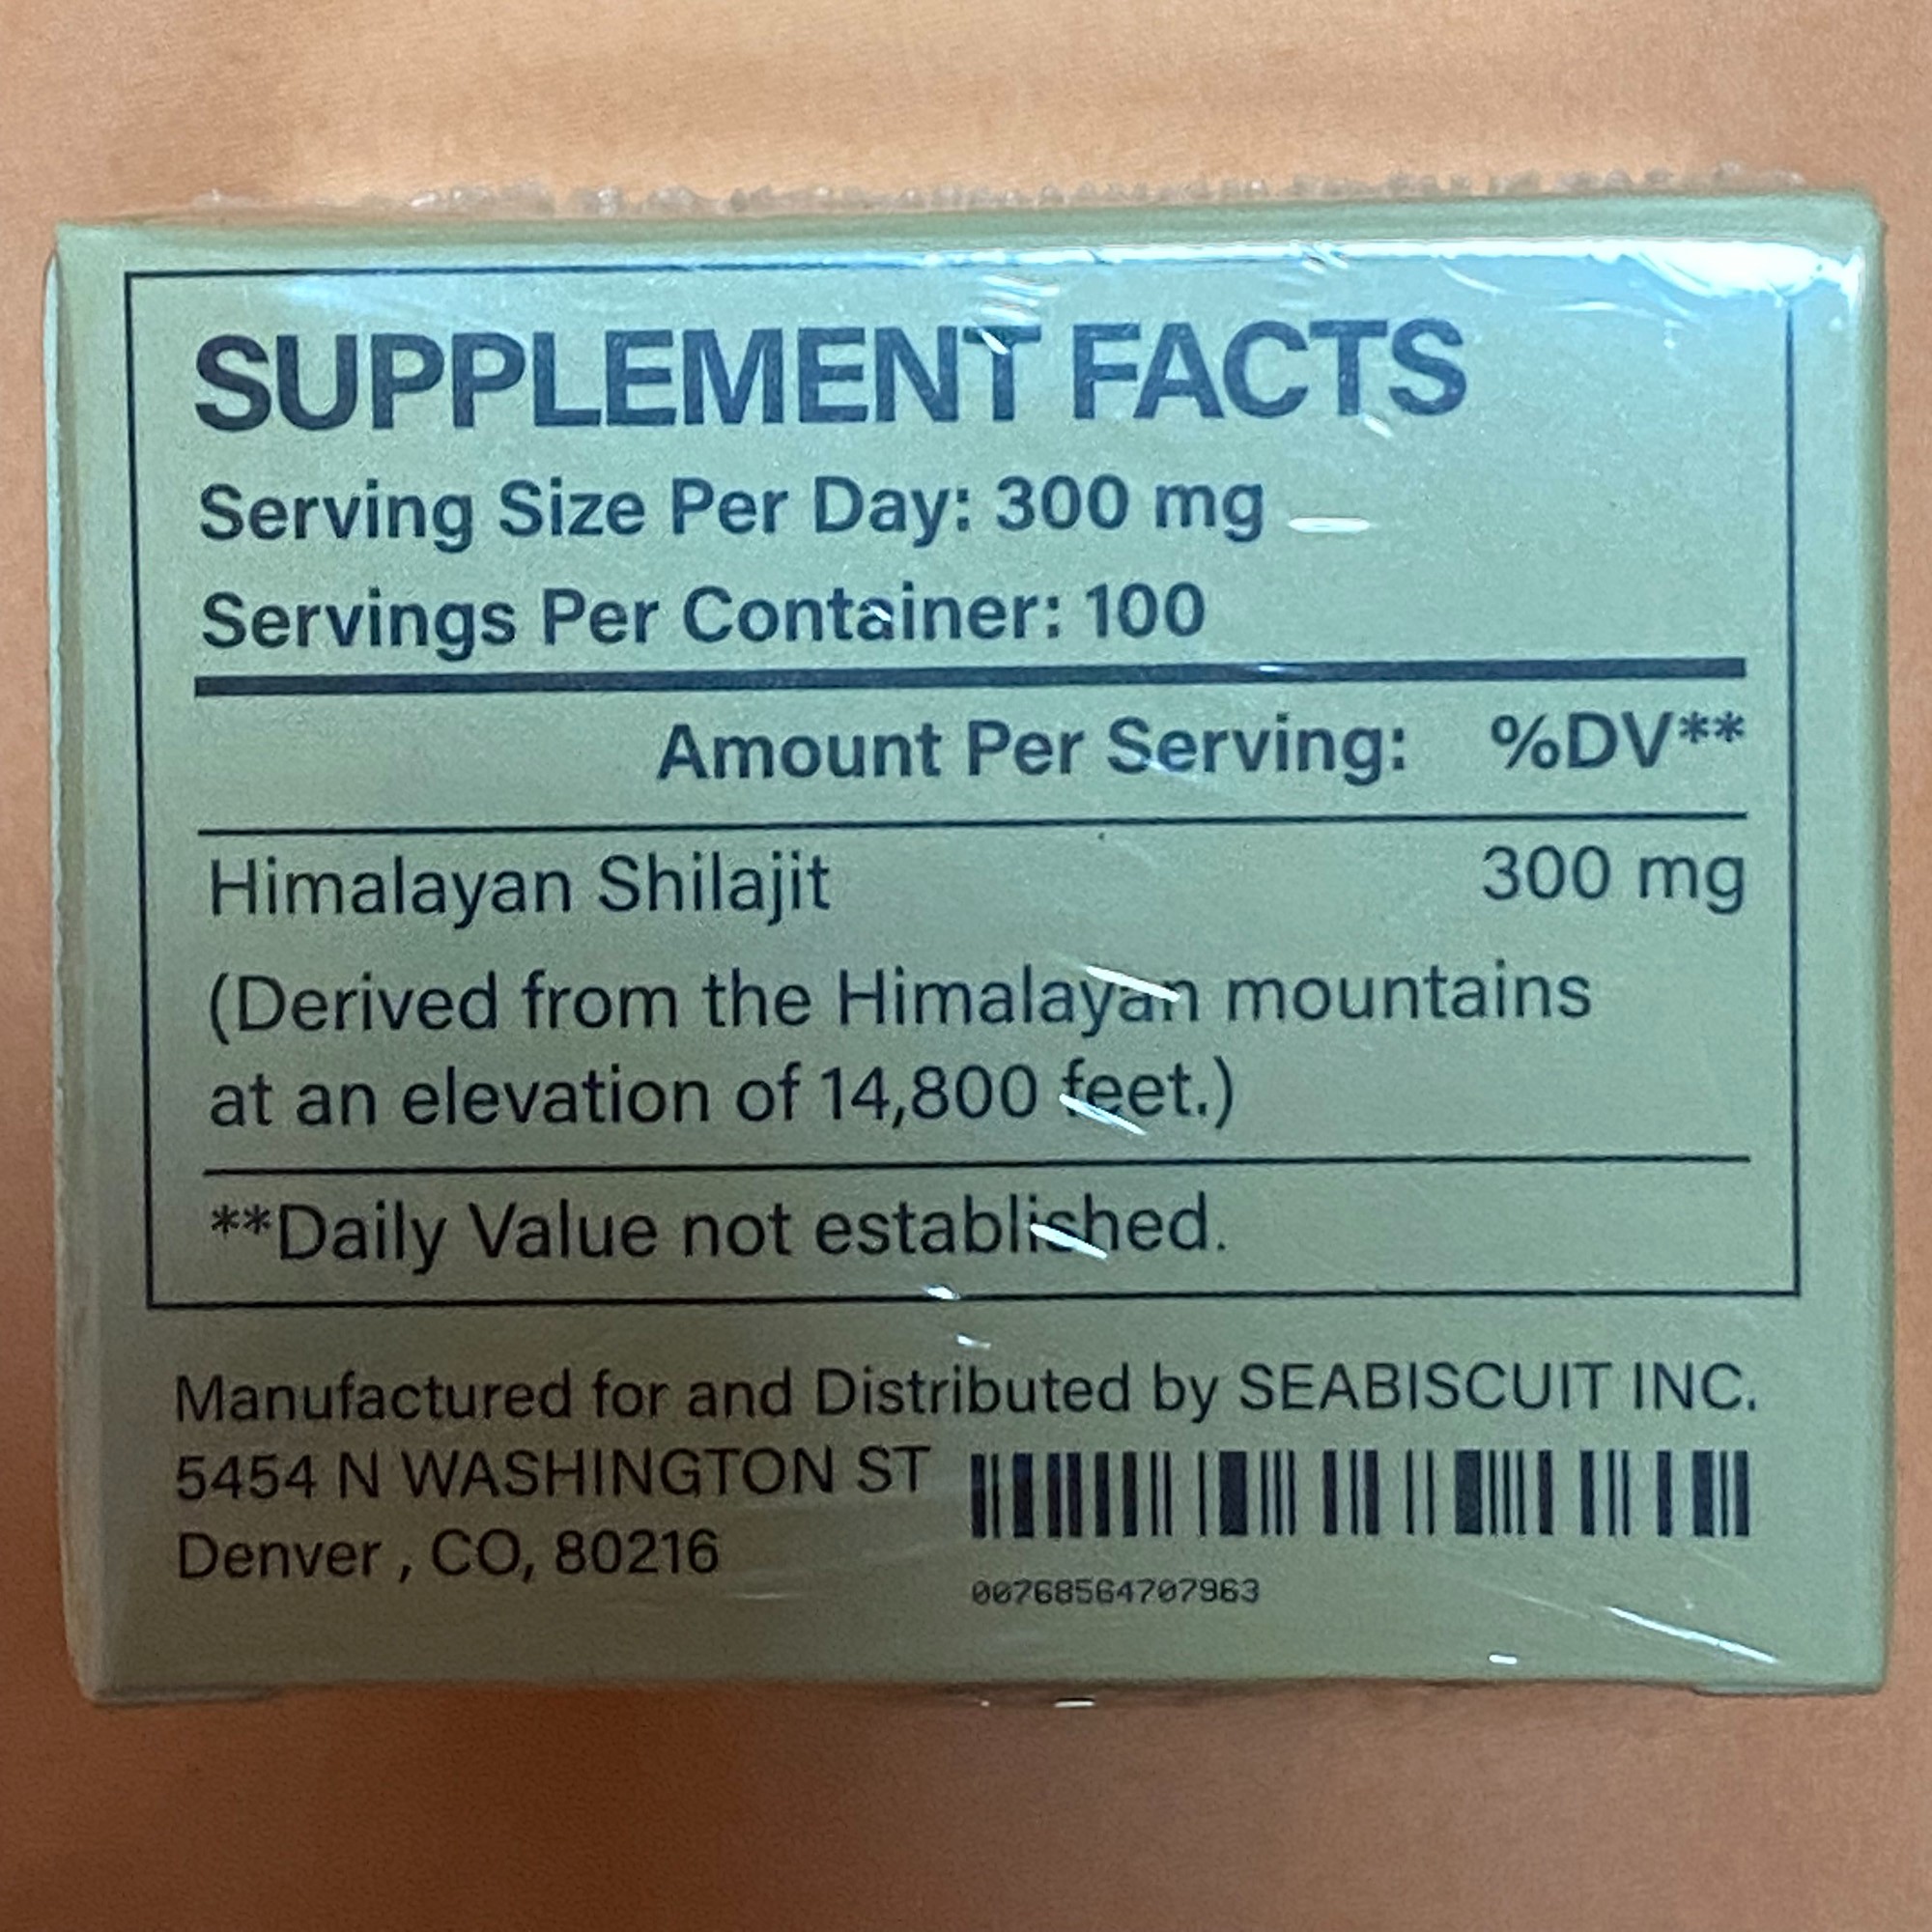 SUPPLEMENT FACTS
Serving Size Per Day: 300 mg
Servings Per Container: 100
Amount Per Serving: %DV**
Himalayan Shilajit 300 mg
(Derived from the Himalayan mountains
at an elevation of 14,800 feet.)
**Daily Value not established.
Manufactured for and Distributed by SEABISCUIT INC.
5454 N WASHINGTON ST
Denver , CO, 80216
00768564707963